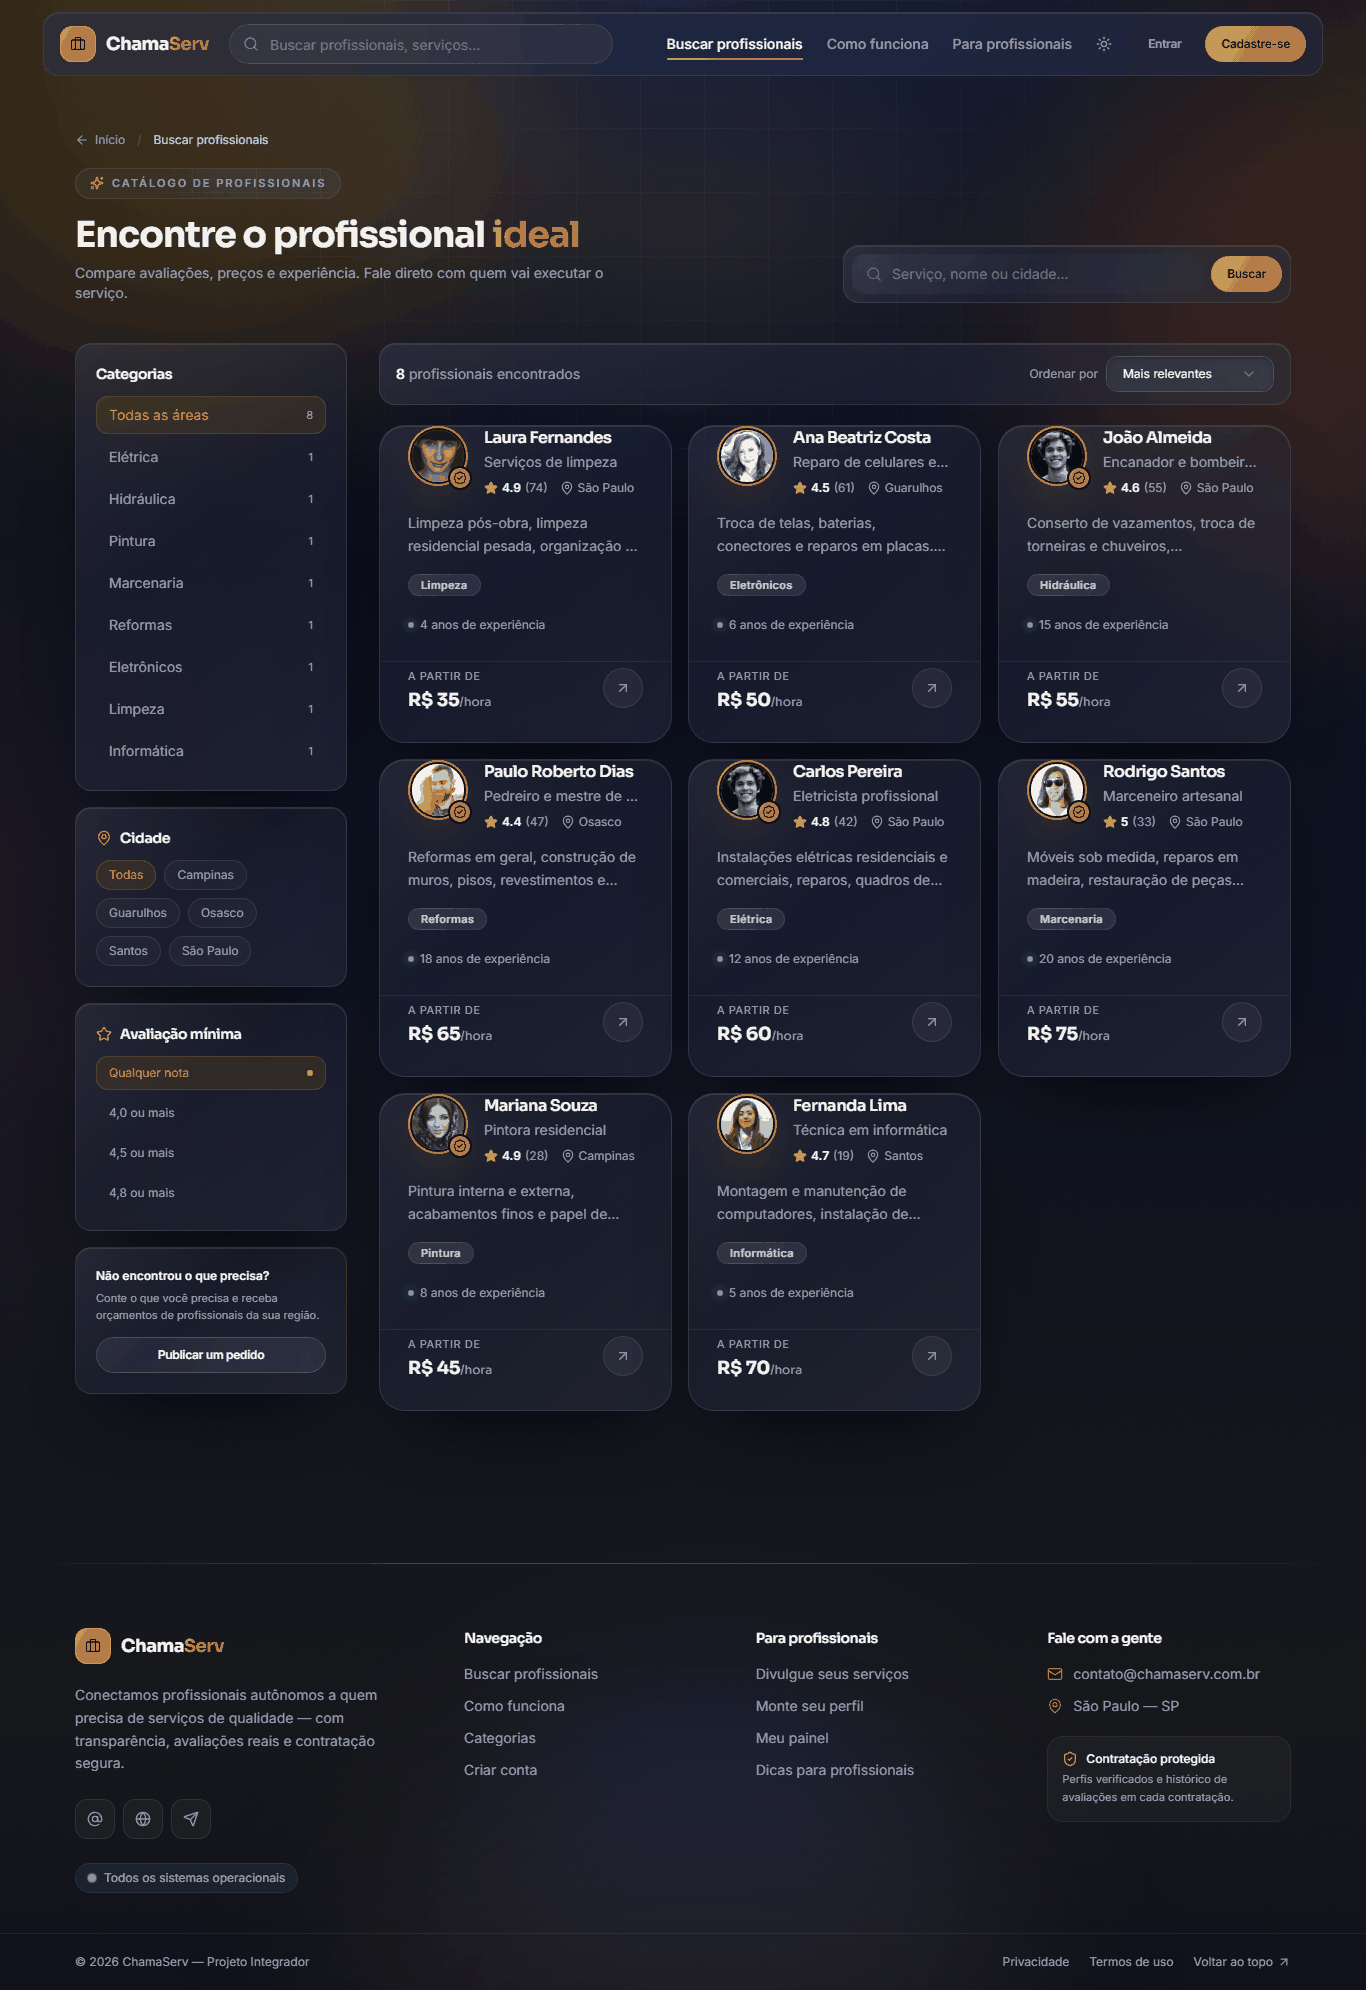 ChamaServ
Buscar profissionais, serviços...
Buscar profissionais
Como funciona
Para profissionais
Entrar
Cadastre-se
Início / Buscar profissionais
CATÁLOGO DE PROFISSIONAIS
Encontre o profissional ideal
Compare avaliações, preços e experiência. Fale direto com quem vai executar o
serviço.
Serviço, nome ou cidade...
Buscar
Categorias
Todas as áreas 8
Elétrica 1
Hidráulica 1
Pintura 1
Marcenaria 1
Reformas 1
Eletrônicos 1
Limpeza 1
Informática 1
Cidade
Todas
Campinas
Guarulhos
Osasco
Santos
São Paulo
Avaliação mínima
Qualquer nota
4,0 ou mais
4,5 ou mais
4,8 ou mais
Não encontrou o que precisa?
Conte o que você precisa e receba
orçamentos de profissionais da sua região.
Publicar um pedido
8 profissionais encontrados
Ordenar por
Mais relevantes
Laura Fernandes
Serviços de limpeza
4.9 (74) São Paulo
Limpeza pós-obra, limpeza
residencial pesada, organização ...
Limpeza
4 anos de experiência
A PARTIR DE
R$ 35/hora
Ana Beatriz Costa
Reparo de celulares e...
4.5 (61) Guarulhos
Troca de telas, baterias,
conectores e reparos em placas....
Eletrônicos
6 anos de experiência
A PARTIR DE
R$ 50/hora
João Almeida
Encanador e bombeir...
4.6 (55) São Paulo
Conserto de vazamentos, troca de
torneiras e chuveiros,...
Hidráulica
15 anos de experiência
A PARTIR DE
R$ 55/hora
Paulo Roberto Dias
Pedreiro e mestre de ...
4.4 (47) Osasco
Reformas em geral, construção de
muros, pisos, revestimentos e...
Reformas
18 anos de experiência
A PARTIR DE
R$ 65/hora
Carlos Pereira
Eletricista profissional
4.8 (42) São Paulo
Instalações elétricas residenciais e
comerciais, reparos, quadros de...
Elétrica
12 anos de experiência
A PARTIR DE
R$ 60/hora
Rodrigo Santos
Marceneiro artesanal
5 (33) São Paulo
Móveis sob medida, reparos em
madeira, restauração de peças...
Marcenaria
20 anos de experiência
A PARTIR DE
R$ 75/hora
Mariana Souza
Pintora residencial
4.9 (28) Campinas
Pintura interna e externa,
acabamentos finos e papel de...
Pintura
8 anos de experiência
A PARTIR DE
R$ 45/hora
Fernanda Lima
Técnica em informática
4.7 (19) Santos
Montagem e manutenção de
computadores, instalação de...
Informática
5 anos de experiência
A PARTIR DE
R$ 70/hora
ChamaServ
Conectamos profissionais autônomos a quem
precisa de serviços de qualidade — com
transparência, avaliações reais e contratação
segura.
Todos os sistemas operacionais
Navegação
Buscar profissionais
Como funciona
Categorias
Criar conta
Para profissionais
Divulgue seus serviços
Monte seu perfil
Meu painel
Dicas para profissionais
Fale com a gente
contato@chamaserv.com.br
São Paulo — SP
Contratação protegida
Perfis verificados e histórico de
avaliações em cada contratação.
© 2026 ChamaServ — Projeto Integrador
Privacidade
Termos de uso
Voltar ao topo